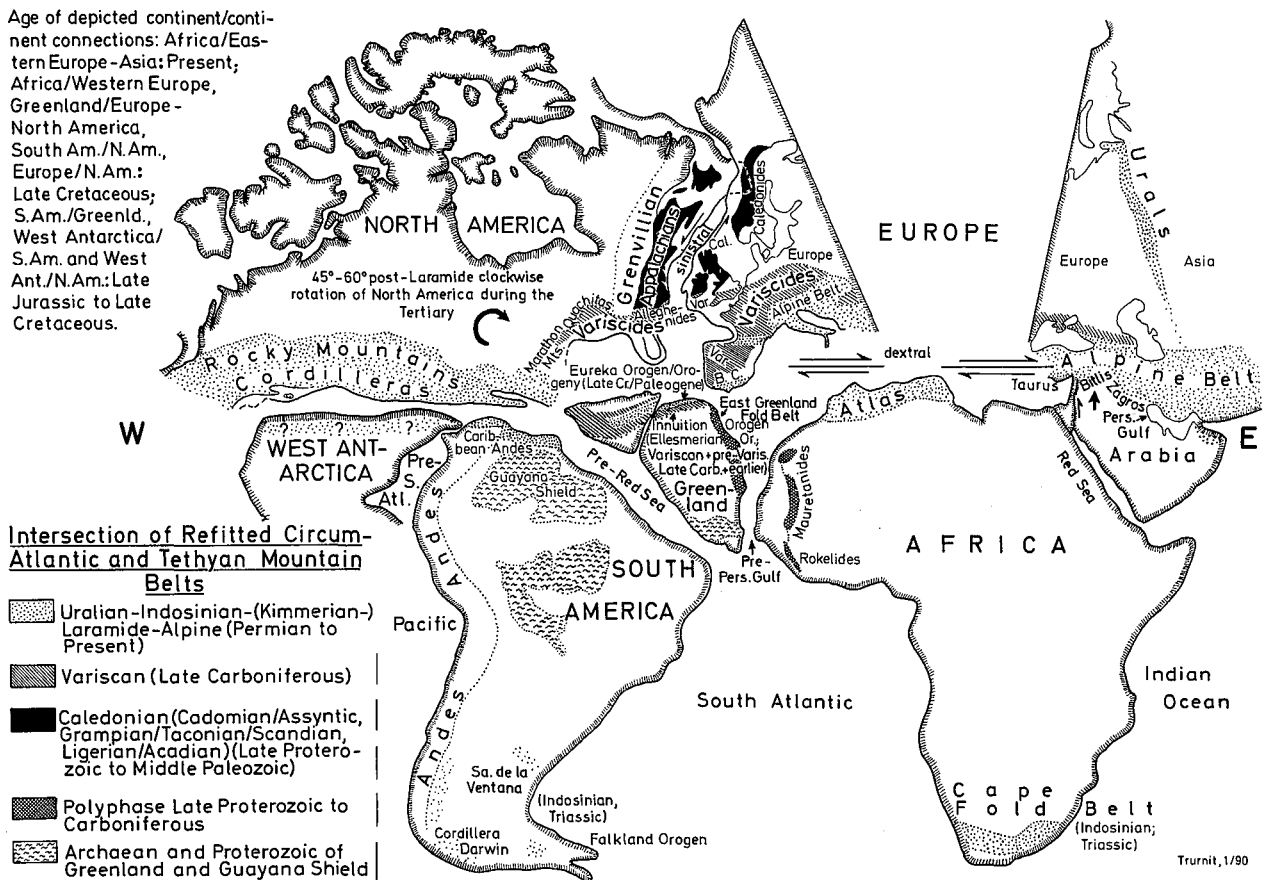 Age of depicted continent/conti-
nent connections: Africa/Eas-
tern Europe-Asia: Present;
Africa/Western Europe,
Greenland/Europe-
North America,
South Am./N.Am.,
Europe/N.Am.:
Late Cretaceous;
S.Am./Greenld.,
West Antarctica/
S.Am. and West
Ant./N.Am.: Late
Jurassic to Late
Cretaceous.
NORTH AMERICA
45°-60° post-Laramide clockwise
rotation of North America during the
Tertiary
Grenvillian
Appalachians
sinistral
Caledonides
Cal.
Europe
EUROPE
Urals
Europe
Asia
Marathon Ouachitas
Mts.
Variscides
Alleghe-
nides
Var.
Variscides
Alpine Belt
Var.
B.C.
Rocky Mountains
Cordilleras
Eureka Orogen/Oro-
geny (Late Cr./Paleogene)
dextral
Alpine Belt
Taurus
Bitlis
Zagros
Pers.
Gulf
Arabia
Red Sea
W
E
WEST ANT-
ARCTICA
? ? ?
Pre-
S.
Atl.
Carib-
bean Andes
Guayana
Shield
Pre-Red Sea
East Greenland
Fold Belt
Innuition
(Ellesmerian
Orogen
Or.;
Variscan + pre-Varis.
Late Carb. + earlier)
Green-
land
Atlas
Mauretanides
Rokelides
Pre-
Pers. Gulf
AFRICA
SOUTH
AMERICA
Andes
Andes
Pacific
South Atlantic
Indian
Ocean
Sa. de la
Ventana
(Indosinian,
Triassic)
Cordillera
Darwin
Falkland Orogen
Cape
Fold Belt
(Indosinian;
Triassic)
Trurnit, 1/90
Intersection of Refitted Circum-
Atlantic and Tethyan Mountain
Belts
Uralian-Indosinian-(Kimmerian-)
Laramide-Alpine (Permian to
Present)
Variscan (Late Carboniferous)
Caledonian (Cadomian/Assyntic,
Grampian/Taconian/Scandian,
Ligerian/Acadian) (Late Protero-
zoic to Middle Paleozoic)
Polyphase Late Proterozoic to
Carboniferous
Archaean and Proterozoic of
Greenland and Guayana Shield